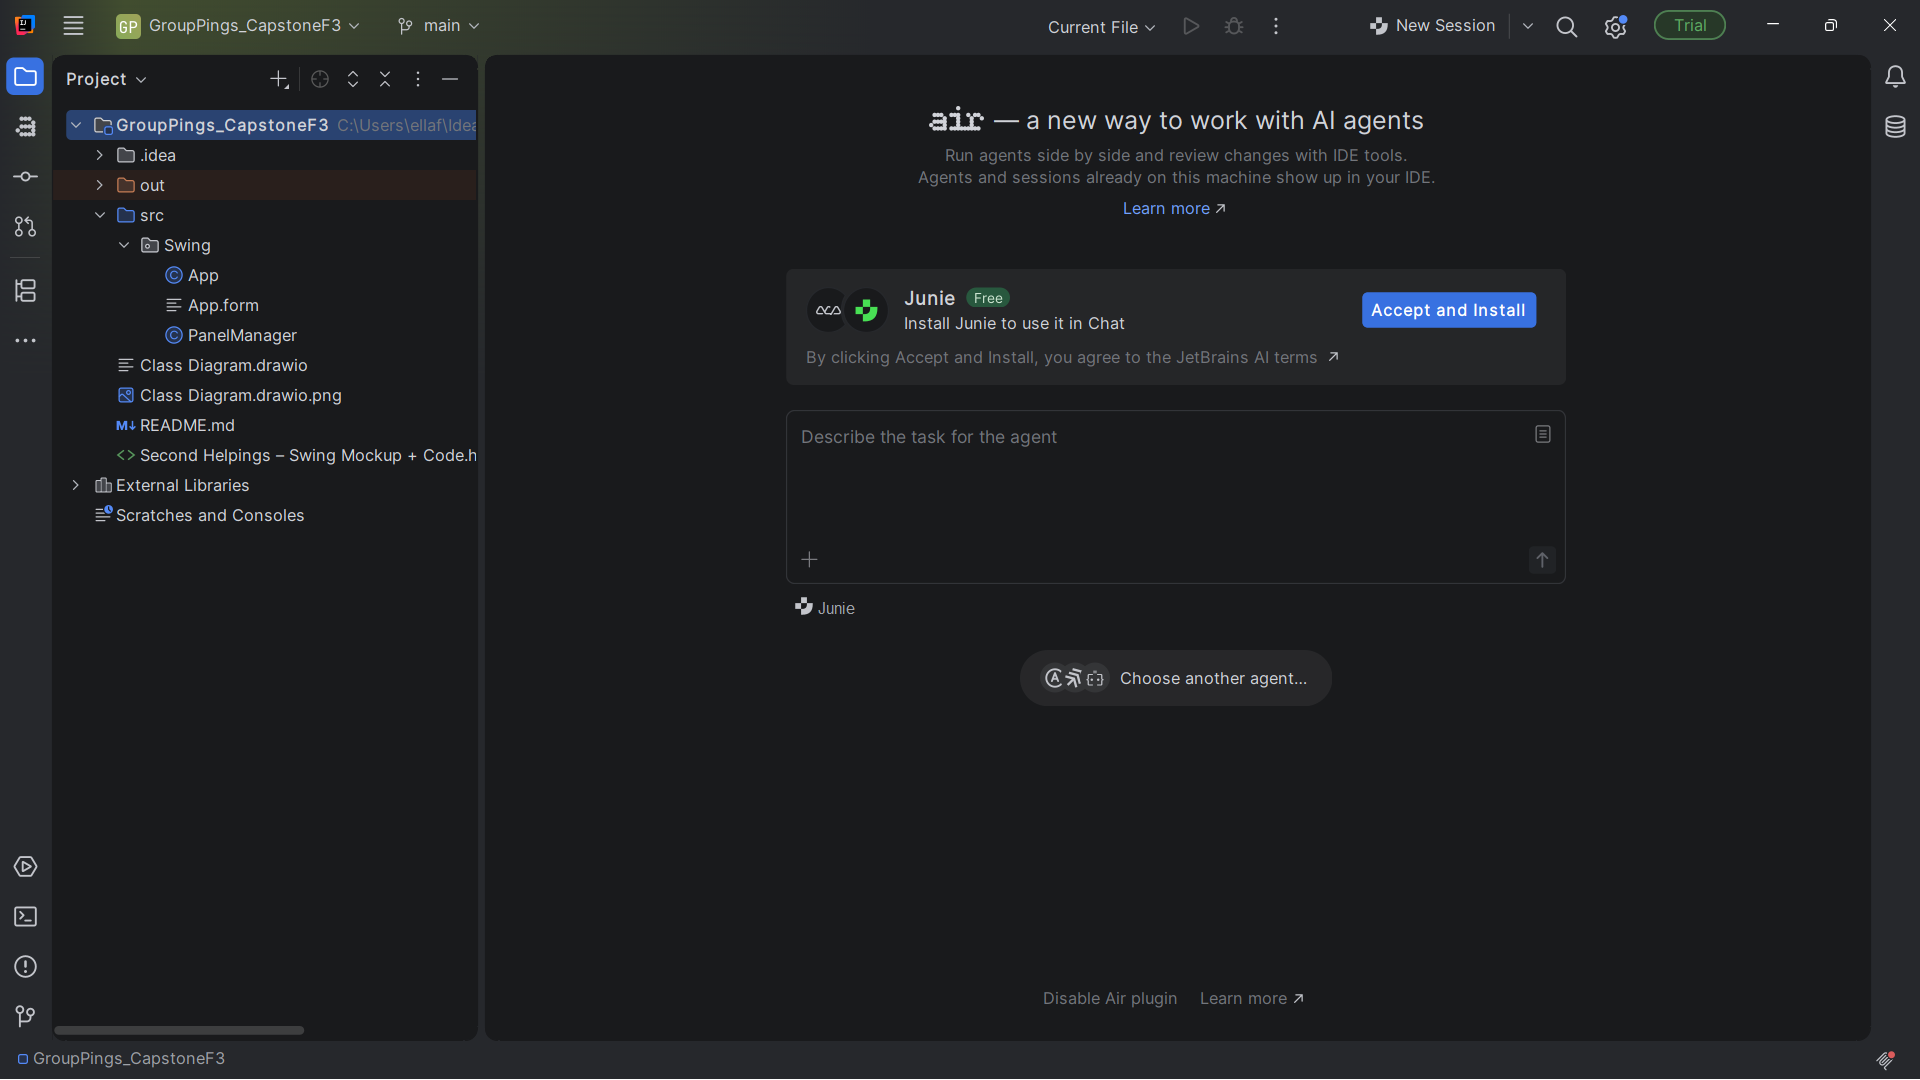 GP GroupPings_CapstoneF3 main Current File New Session Trial
Project
GroupPings_CapstoneF3 C:\Users\ellaf\Idea
.idea
out
src
Swing
App
App.form
PanelManager
Class Diagram.drawio
Class Diagram.drawio.png
M↓ README.md
<> Second Helpings – Swing Mockup + Code.h
External Libraries
Scratches and Consoles
air — a new way to work with AI agents
Run agents side by side and review changes with IDE tools.
Agents and sessions already on this machine show up in your IDE.
Learn more ↗
Junie Free
Install Junie to use it in Chat
Accept and Install
By clicking Accept and Install, you agree to the JetBrains AI terms ↗
Describe the task for the agent
Junie
Choose another agent...
Disable Air plugin Learn more ↗
GroupPings_CapstoneF3